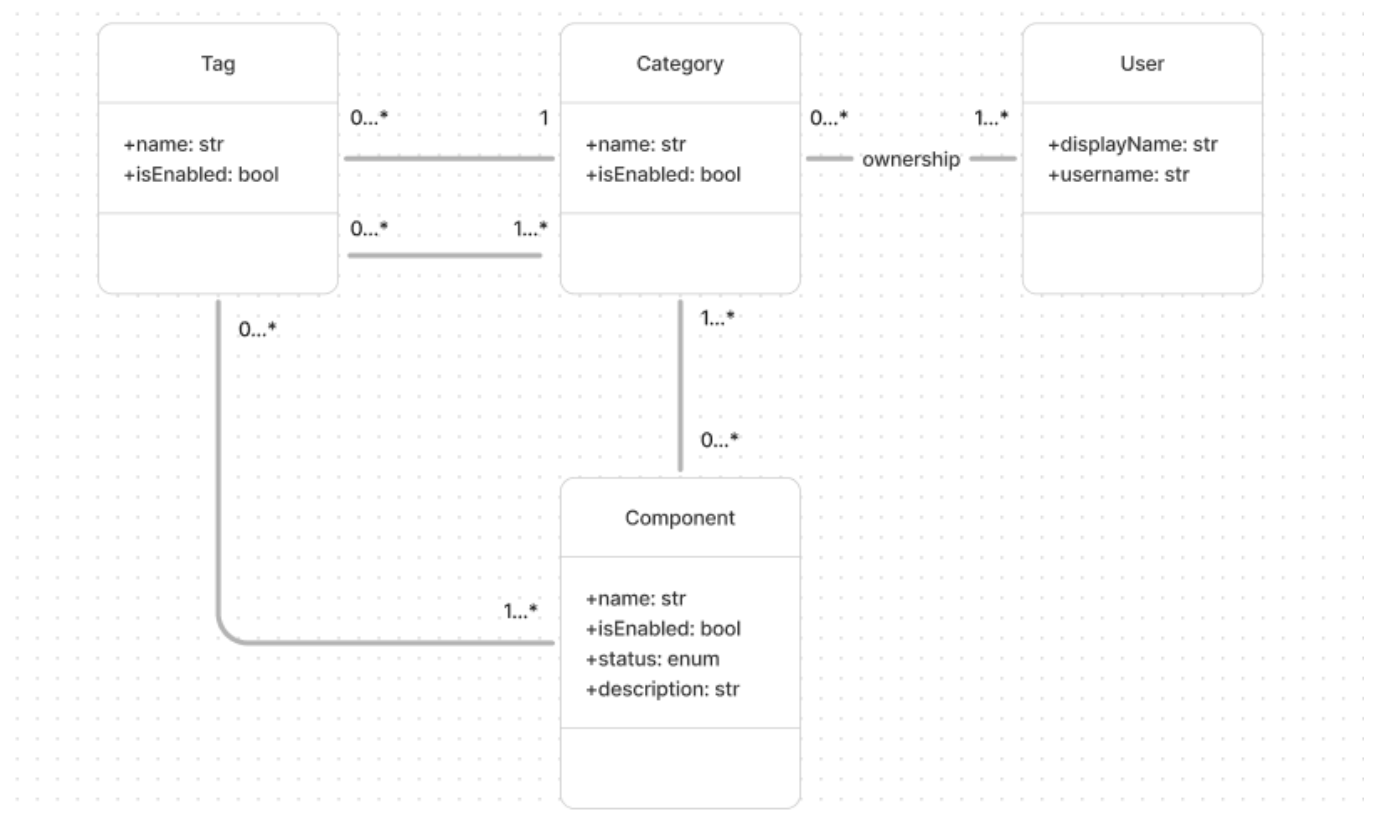 Tag
+name: str
+isEnabled: bool
0...*
1
0...*
1...*
Category
+name: str
+isEnabled: bool
0...*
1...*
ownership
User
+displayName: str
+username: str
0...*
1...*
1...*
0...*
Component
+name: str
+isEnabled: bool
+status: enum
+description: str